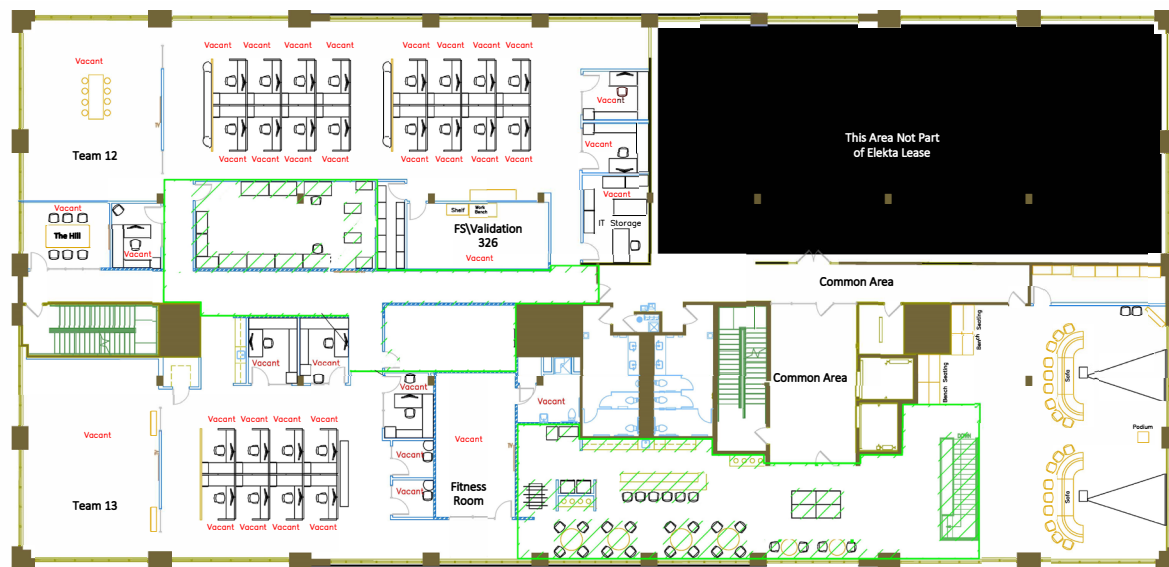 Vacant Vacant Vacant Vacant Vacant Vacant Vacant Vacant
Vacant
Vacant
This Area Not Part
of Elekta Lease
Team 12
Vacant Vacant Vacant Vacant Vacant Vacant Vacant Vacant
Vacant
Vacant
Vacant
Shelf
Work
Bench
IT Storage
The Hill
FS\Validation
326
Vacant
Vacant
Common Area
Bench Seating
Vacant
Vacant
Bench Seating
Common Area
Sofa
Vacant
Vacant Vacant Vacant Vacant
Vacant
Podium
Vacant
Vacant
DOWN
Vacant
Fitness
Room
Vacant
Sofa
Team 13
Vacant Vacant Vacant Vacant